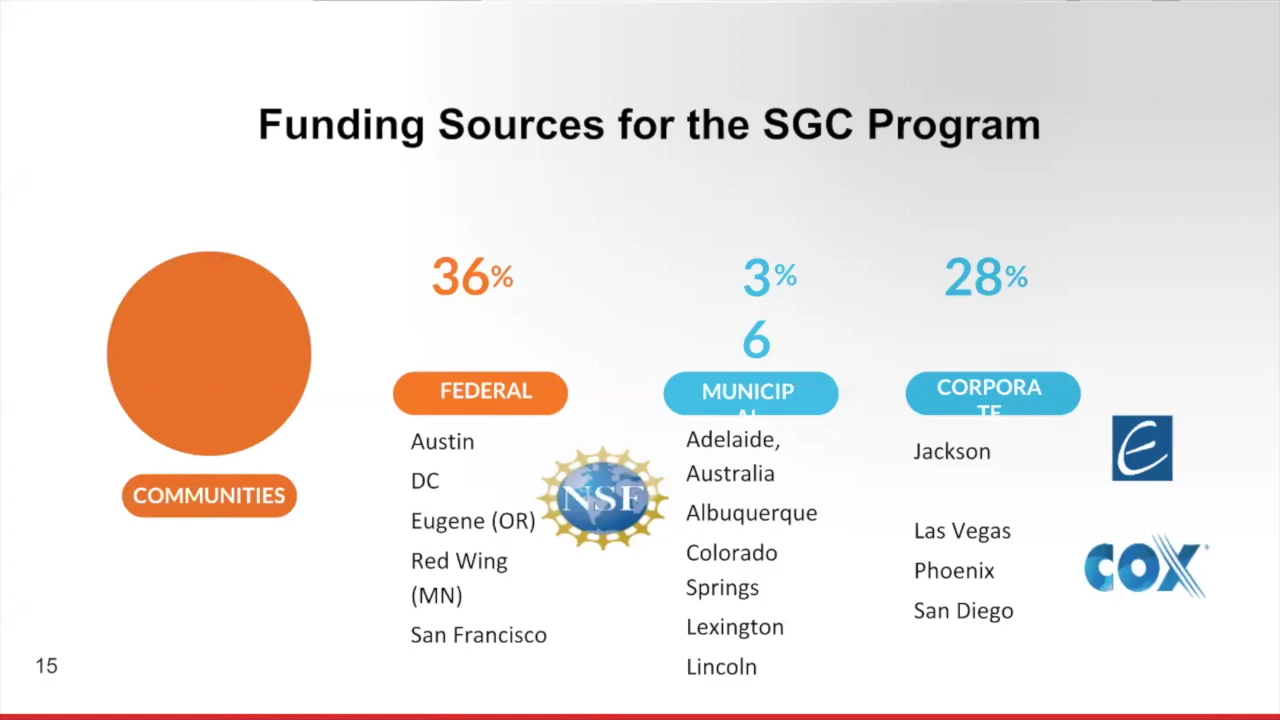 Funding Sources for the SGC Program
36%
3%
6
28%
COMMUNITIES
FEDERAL
Austin
DC
Eugene (OR)
Red Wing
(MN)
San Francisco
NSF
MUNICIP
AL
Adelaide,
Australia
Albuquerque
Colorado
Springs
Lexington
Lincoln
CORPORA
TE
Jackson
Las Vegas
Phoenix
San Diego
E
COX
15